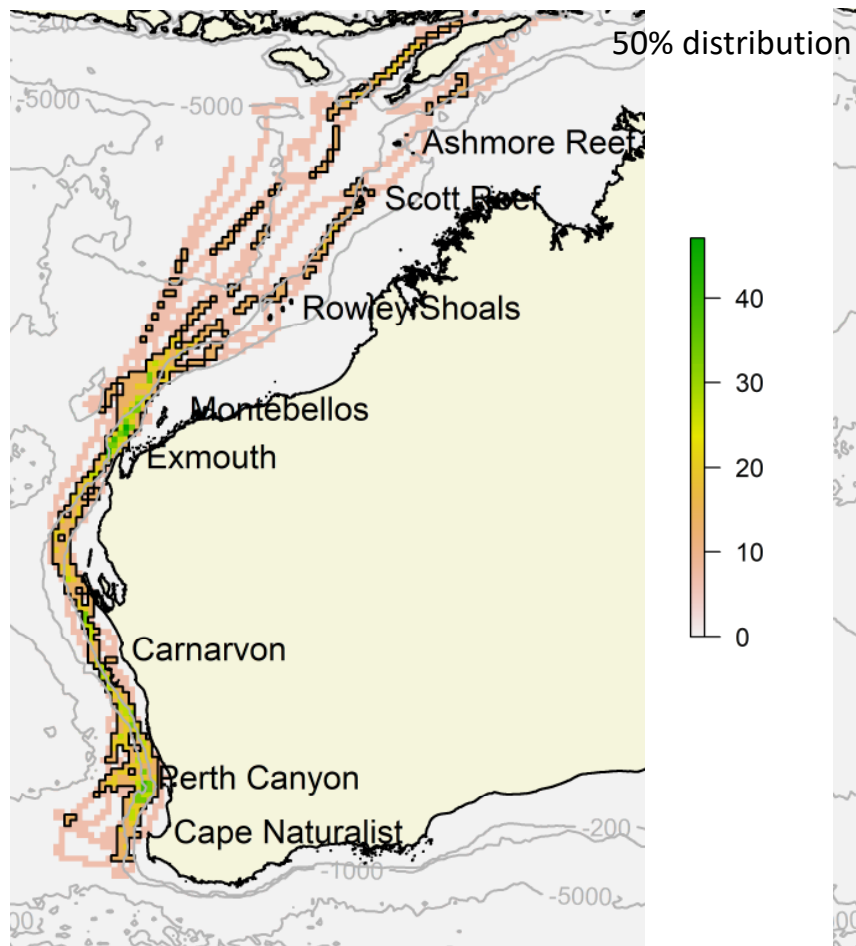 -200
50% distribution
-5000
-5000
Ashmore Reef
Scott Reef
Rowley Shoals
Montebellos
Exmouth
Carnarvon
Perth Canyon
Cape Naturalist
-200
-1000
-5000
40
30
20
10
0